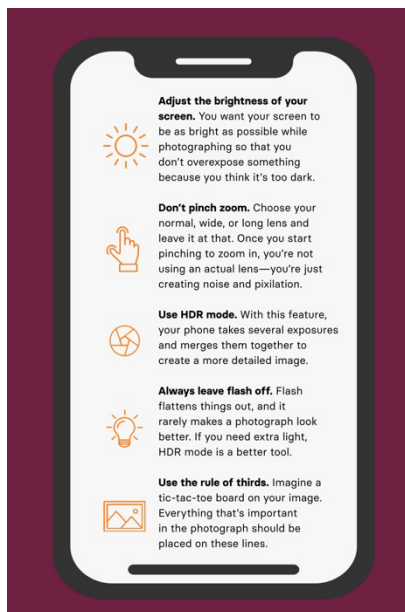 Adjust the brightness of your
screen. You want your screen to
be as bright as possible while
photographing so that you
don’t overexpose something
because you think it’s too dark.
Don’t pinch zoom. Choose your
normal, wide, or long lens and
leave it at that. Once you start
pinching to zoom in, you’re not
using an actual lens—you’re just
creating noise and pixilation.
Use HDR mode. With this feature,
your phone takes several exposures
and merges them together to
create a more detailed image.
Always leave flash off. Flash
flattens things out, and it
rarely makes a photograph look
better. If you need extra light,
HDR mode is a better tool.
Use the rule of thirds. Imagine a
tic-tac-toe board on your image.
Everything that’s important
in the photograph should be
placed on these lines.